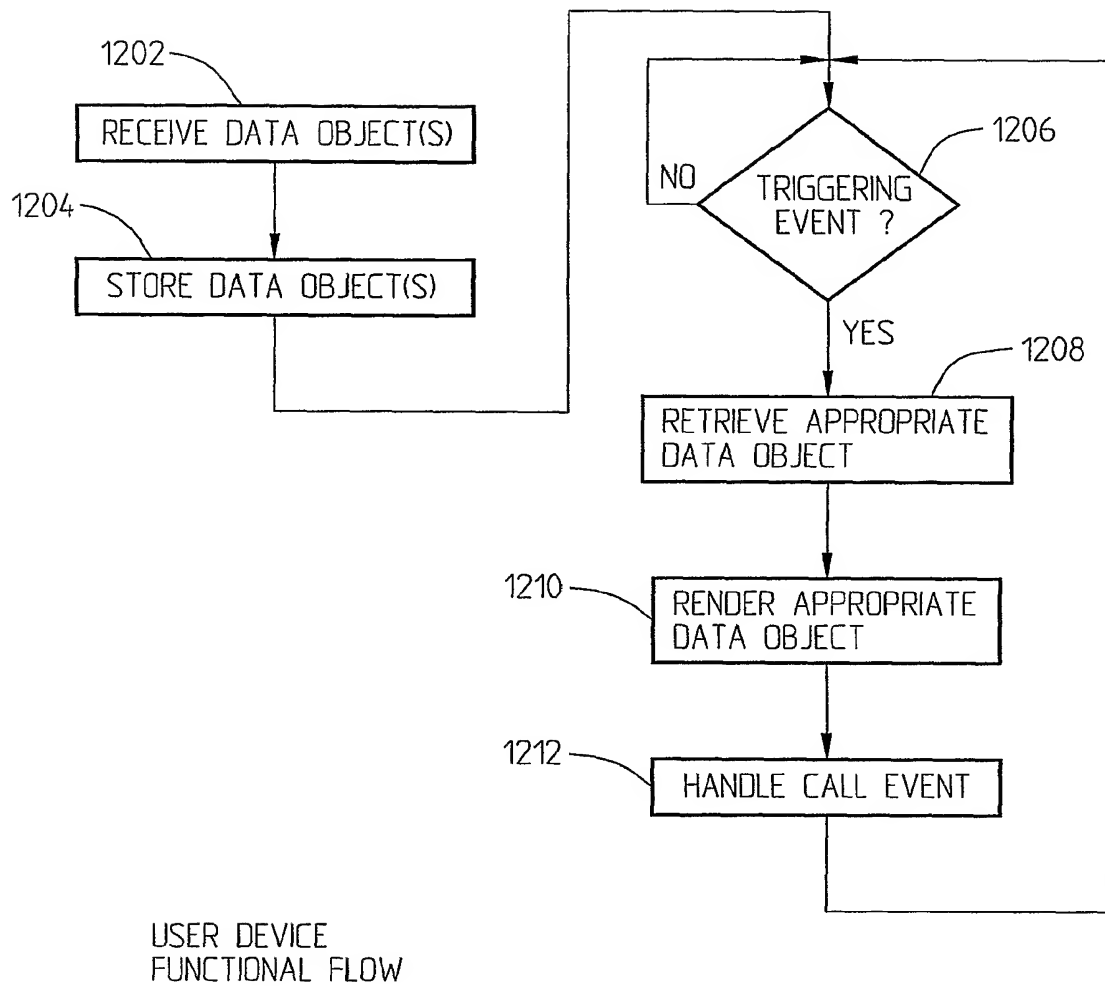 1202
RECEIVE DATA OBJECT(S)
1204
STORE DATA OBJECT(S)
1206
TRIGGERING
EVENT ?
NO
YES
1208
RETRIEVE APPROPRIATE
DATA OBJECT
1210
RENDER APPROPRIATE
DATA OBJECT
1212
HANDLE CALL EVENT
USER DEVICE
FUNCTIONAL FLOW